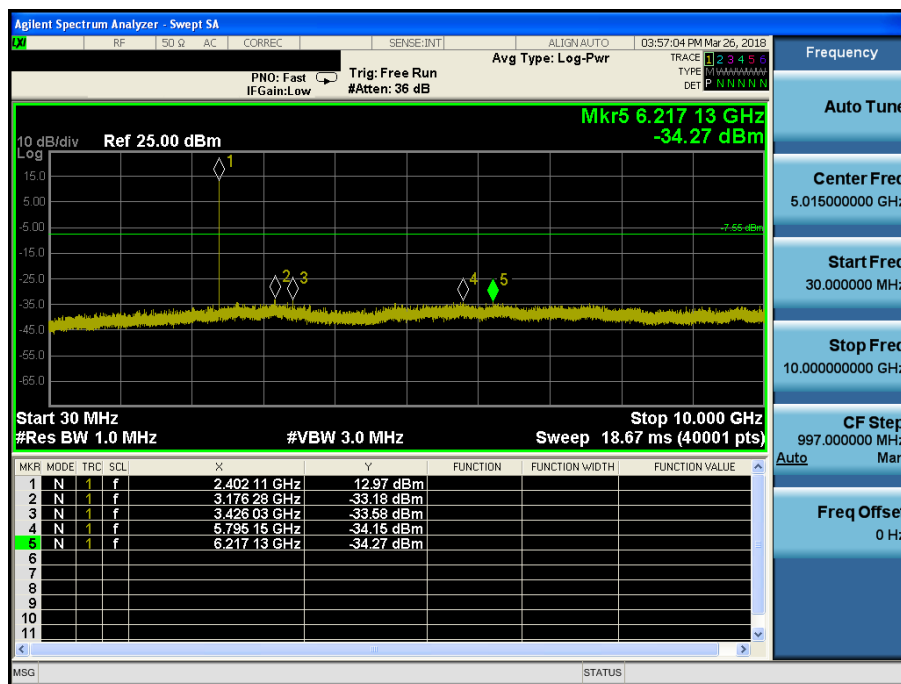 Agilent Spectrum Analyzer - Swept SA
LXI RF 50 Ω AC CORREC SENSE:INT ALIGN AUTO 03:57:04 PM Mar 26, 2018
Frequency
Avg Type: Log-Pwr
TRACE 1 2 3 4 5 6
PNO: Fast Trig: Free Run
TYPE M
IFGain:Low #Atten: 36 dB
DET P N N N N N
Auto Tune
Mkr5 6.217 13 GHz
-34.27 dBm
10 dB/div Ref 25.00 dBm
Log
15.0
5.00
-5.00
-15.0
-25.0
-35.0
-45.0
-55.0
-65.0
1
2
3
4
5
-7.55 dBm
Center Freq
5.015000000 GHz
Start Freq
30.000000 MHz
Stop Freq
10.000000000 GHz
Start 30 MHz Stop 10.000 GHz
#Res BW 1.0 MHz #VBW 3.0 MHz Sweep 18.67 ms (40001 pts)
CF Step
997.000000 MHz
Auto Man
MKR MODE TRC SCL X Y FUNCTION FUNCTION WIDTH FUNCTION VALUE
1 N 1 f 2.402 11 GHz 12.97 dBm
2 N 1 f 3.176 28 GHz -33.18 dBm
3 N 1 f 3.426 03 GHz -33.58 dBm
4 N 1 f 5.795 15 GHz -34.15 dBm
5 N 1 f 6.217 13 GHz -34.27 dBm
6
7
8
9
10
11
Freq Offset
0 Hz
MSG STATUS